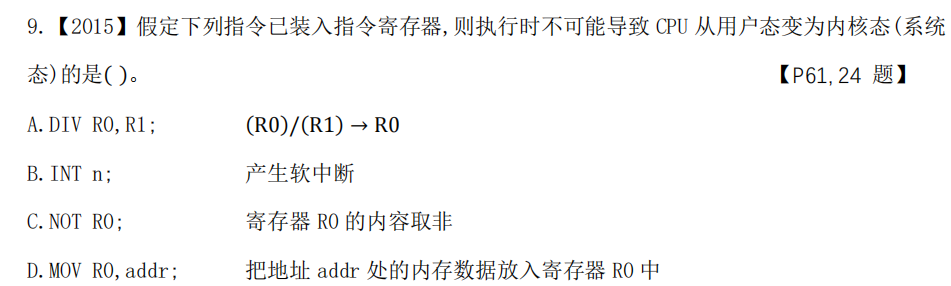 9.【2015】假定下列指令已装入指令寄存器,则执行时不可能导致 CPU 从用户态变为内核态(系统
态)的是( )。 【P61,24 题】
A.DIV R0,R1; (R0)/(R1) → R0
B.INT n; 产生软中断
C.NOT R0; 寄存器 R0 的内容取非
D.MOV R0,addr; 把地址 addr 处的内存数据放入寄存器 R0 中